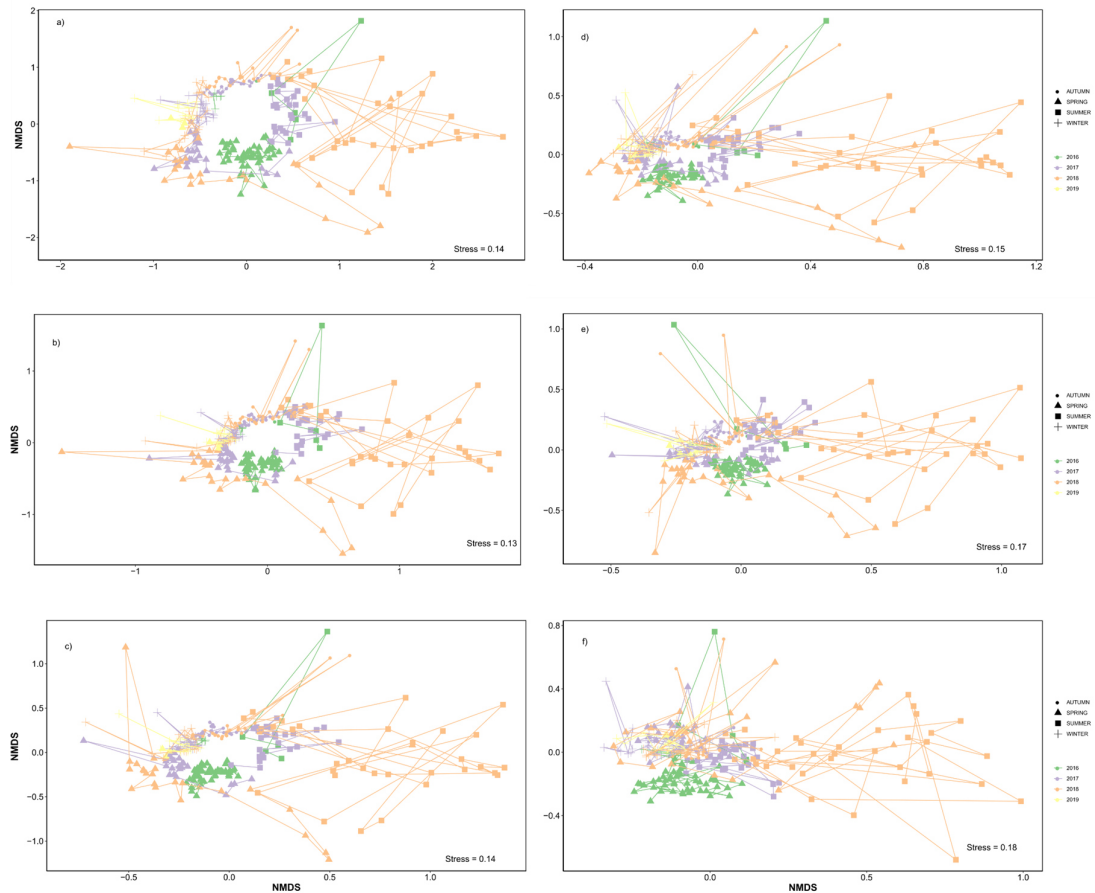 a)
2
1
0
−1
−2
NMDS
−2
−1
0
1
2
Stress = 0.14
d)
1.0
0.5
0.0
−0.5
−0.4
0.0
0.4
0.8
1.2
Stress = 0.15
AUTUMN
SPRING
SUMMER
WINTER
2016
2017
2018
2019
b)
1
0
−1
NMDS
−1
0
1
Stress = 0.13
e)
1.0
0.5
0.0
−0.5
−0.5
0.0
0.5
1.0
Stress = 0.17
AUTUMN
SPRING
SUMMER
WINTER
2016
2017
2018
2019
c)
1.0
0.5
0.0
−0.5
−1.0
NMDS
−0.5
0.0
0.5
1.0
Stress = 0.14
NMDS
f)
0.8
0.4
0.0
−0.4
0.0
0.5
1.0
Stress = 0.18
NMDS
AUTUMN
SPRING
SUMMER
WINTER
2016
2017
2018
2019